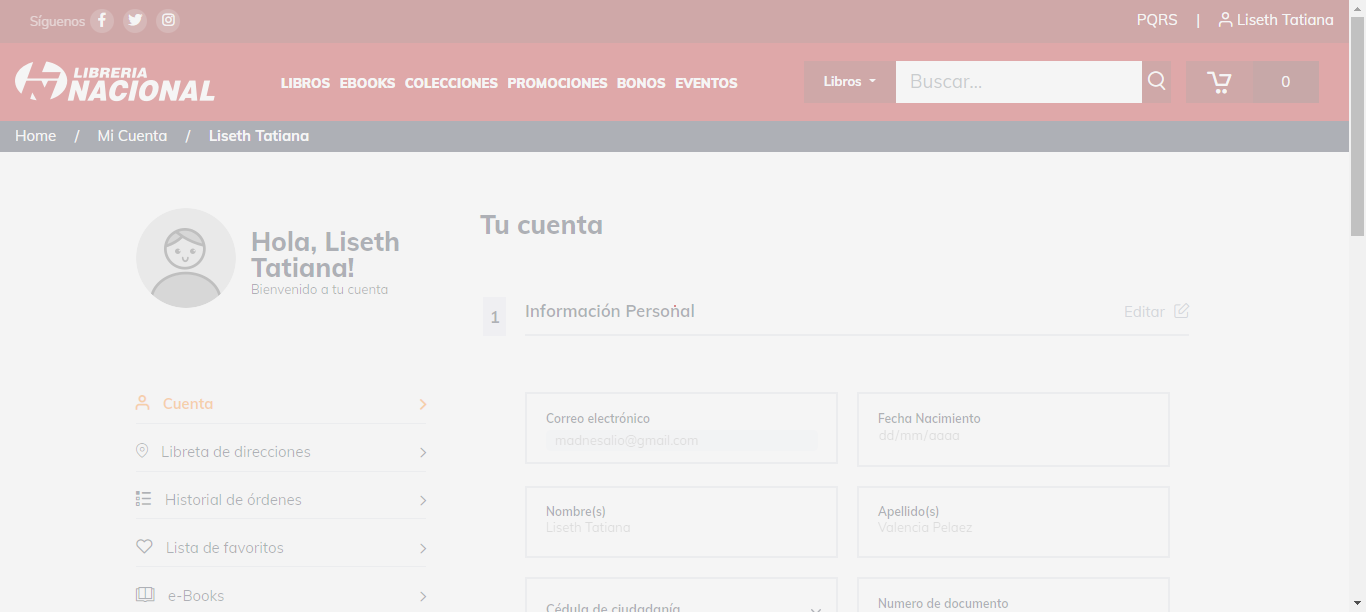 Síguenos
PQRS | Liseth Tatiana
LIBRERIA
NACIONAL
LIBROS EBOOKS COLECCIONES PROMOCIONES BONOS EVENTOS
Libros
Buscar...
0
Home / Mi Cuenta / Liseth Tatiana
Hola, Liseth
Tatiana!
Bienvenido a tu cuenta
Cuenta
Libreta de direcciones
Historial de órdenes
Lista de favoritos
e-Books
Tu cuenta
1 Información Personal
Editar
Correo electrónico
madnesalio@gmail.com
Fecha Nacimiento
dd/mm/aaaa
Nombre(s)
Liseth Tatiana
Apellido(s)
Valencia Pelaez
Cédula de ciudadanía
Numero de documento